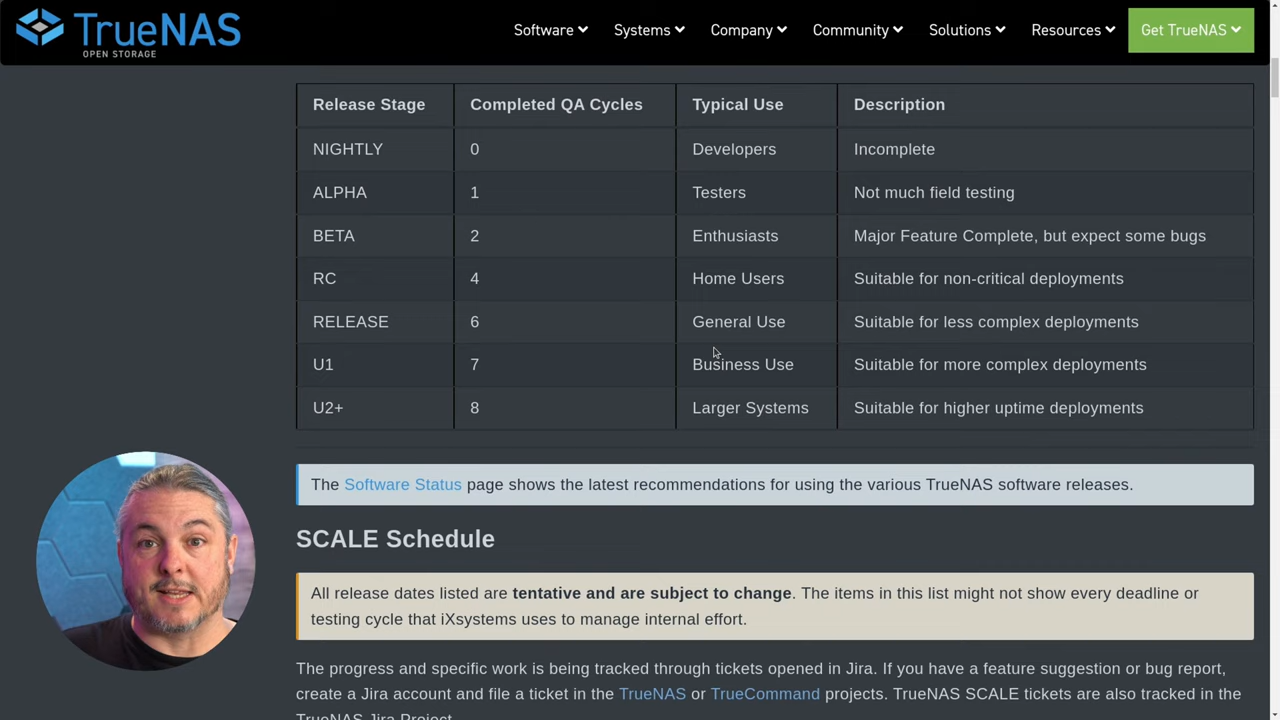 TrueNAS
OPEN STORAGE
Software Systems Company Community Solutions Resources Get TrueNAS
Release Stage Completed QA Cycles Typical Use Description
NIGHTLY 0 Developers Incomplete
ALPHA 1 Testers Not much field testing
BETA 2 Enthusiasts Major Feature Complete, but expect some bugs
RC 4 Home Users Suitable for non-critical deployments
RELEASE 6 General Use Suitable for less complex deployments
U1 7 Business Use Suitable for more complex deployments
U2+ 8 Larger Systems Suitable for higher uptime deployments
The Software Status page shows the latest recommendations for using the various TrueNAS software releases.
SCALE Schedule
All release dates listed are tentative and are subject to change. The items in this list might not show every deadline or
testing cycle that iXsystems uses to manage internal effort.
The progress and specific work is being tracked through tickets opened in Jira. If you have a feature suggestion or bug report,
create a Jira account and file a ticket in the TrueNAS or TrueCommand projects. TrueNAS SCALE tickets are also tracked in the
TrueNAS Jira Project.